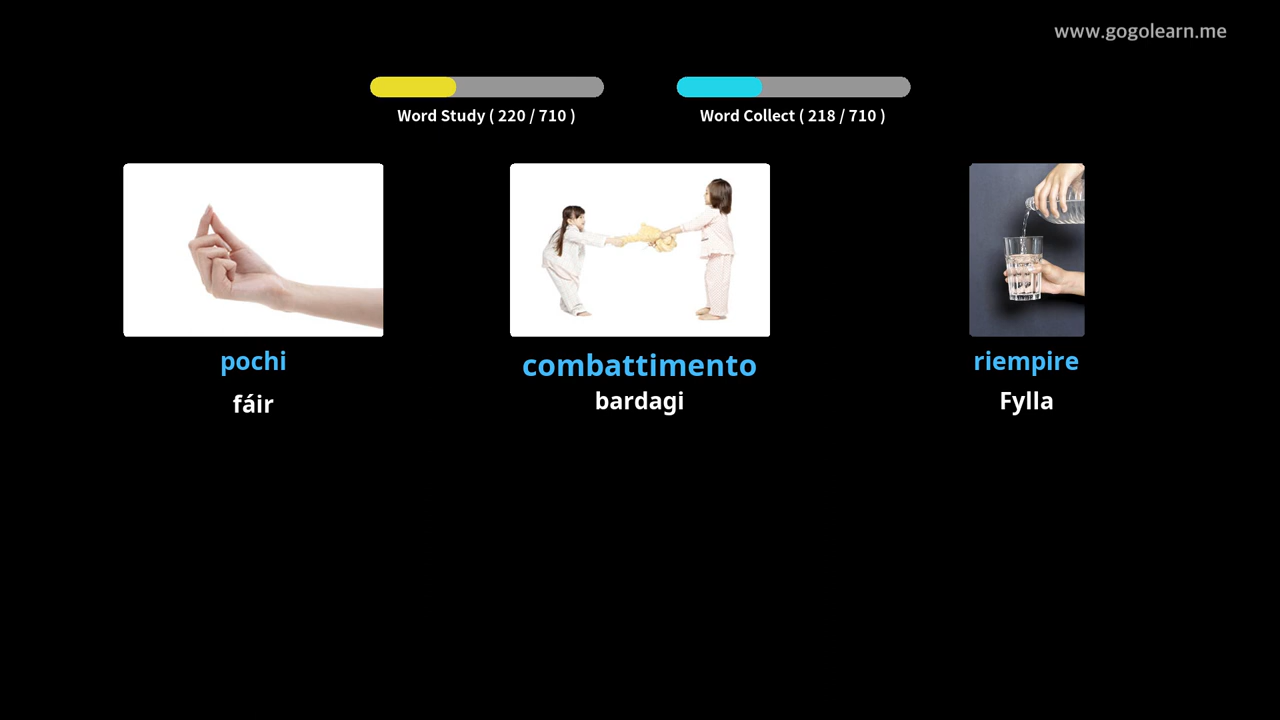 www.gogolearn.me
Word Study ( 220 / 710 )
Word Collect ( 218 / 710 )
pochi
fáir
combattimento
bardagi
riempire
Fylla